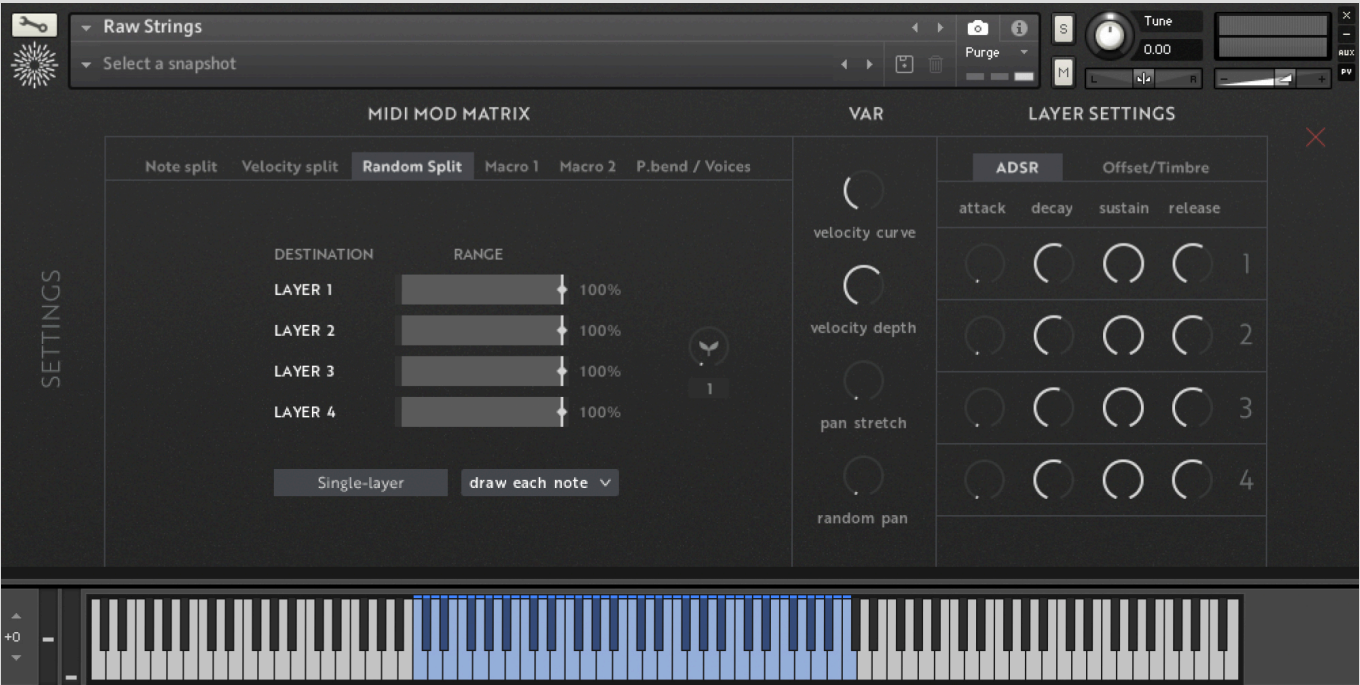 Raw Strings
Select a snapshot
Purge
S
M
Tune
0.00
L R
- +
x
-
AUX
PV
MIDI MOD MATRIX VAR LAYER SETTINGS
Note split Velocity split Random Split Macro 1 Macro 2 P.bend / Voices
ADSR Offset/Timbre
attack decay sustain release
velocity curve
DESTINATION RANGE
LAYER 1 100%
LAYER 2 100%
LAYER 3 100%
LAYER 4 100%
1
Single-layer draw each note
velocity depth
pan stretch
random pan
1
2
3
4
SETTINGS
+0